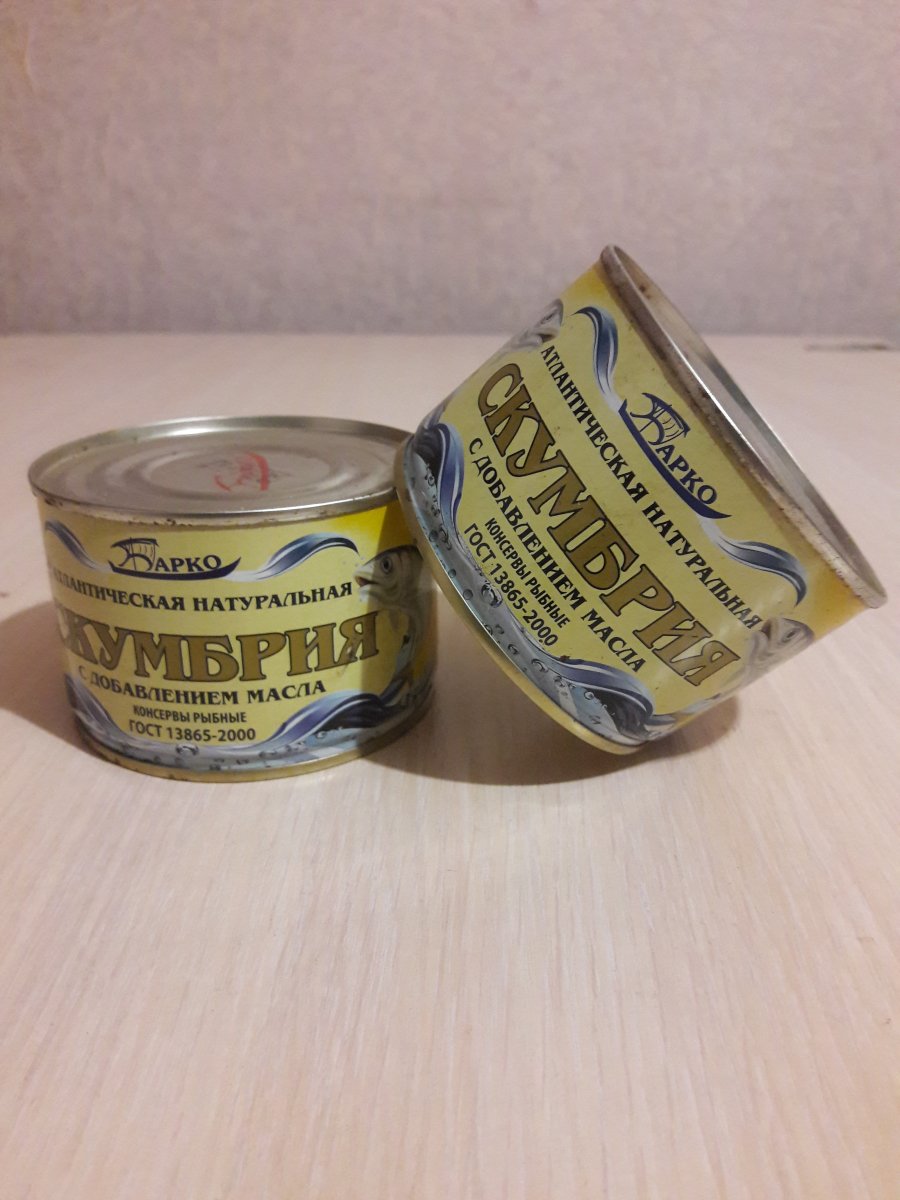 БАРКО
АТЛАНТИЧЕСКАЯ НАТУРАЛЬНАЯ
СКУМБРИЯ
С ДОБАВЛЕНИЕМ МАСЛА
КОНСЕРВЫ РЫБНЫЕ
ГОСТ 13865-2000
БАРКО
АТЛАНТИЧЕСКАЯ НАТУРАЛЬНАЯ
СКУМБРИЯ
С ДОБАВЛЕНИЕМ МАСЛА
КОНСЕРВЫ РЫБНЫЕ
ГОСТ 13865-2000